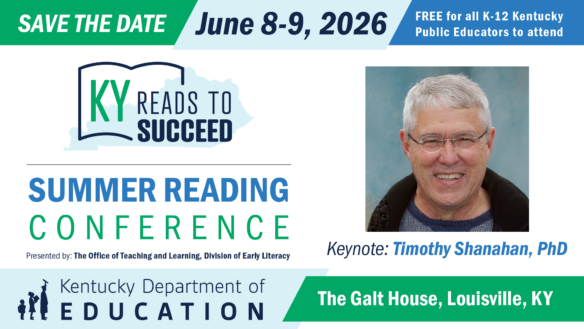 SAVE THE DATE
June 8-9, 2026
FREE for all K-12 Kentucky
Public Educators to attend
KY READS TO
SUCCEED
SUMMER READING
CONFERENCE
Presented by: The Office of Teaching and Learning, Division of Early Literacy
Keynote: Timothy Shanahan, PhD
Kentucky Department of
EDUCATION
The Galt House, Louisville, KY